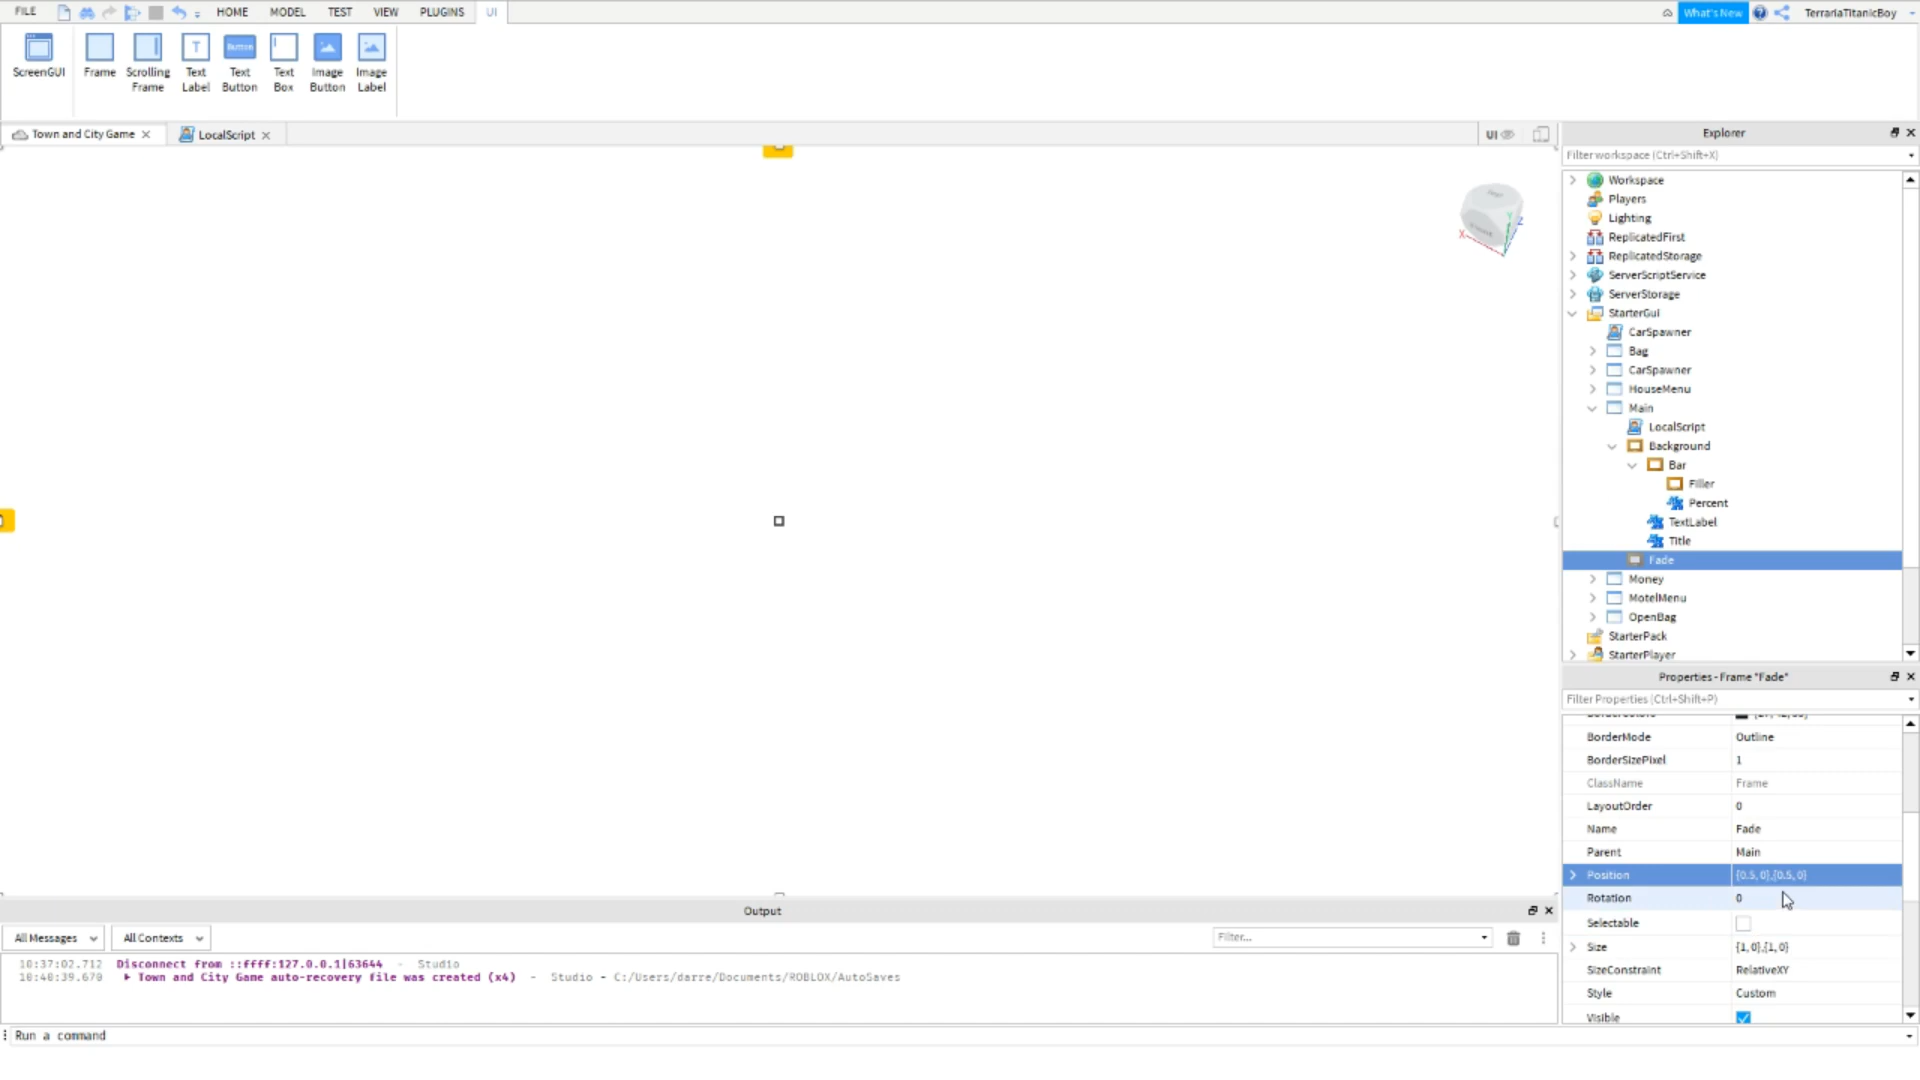 FILE HOME MODEL TEST VIEW PLUGINS UI What's New TerrariaTitanicBoy
ScreenGUI Frame Scrolling Frame Text Label Text Button Text Box Image Button Image Label
T Button
Town and City Game LocalScript UI
Explorer
Filter workspace (Ctrl+Shift+X)
X Y Z
Workspace
Players
Lighting
ReplicatedFirst
ReplicatedStorage
ServerScriptService
ServerStorage
StarterGui
CarSpawner
Bag
CarSpawner
HouseMenu
Main
LocalScript
Background
Bar
Filler
Percent
TextLabel
Title
Fade
Money
MotelMenu
OpenBag
StarterPack
StarterPlayer
Properties - Frame "Fade"
Filter Properties (Ctrl+Shift+P)
BorderMode Outline
BorderSizePixel 1
ClassName Frame
LayoutOrder 0
Name Fade
Parent Main
Position {0.5, 0},{0.5, 0}
Rotation 0
Selectable
Size {1, 0},{1, 0}
SizeConstraint RelativeXY
Style Custom
Visible
Output
All Messages All Contexts Filter...
10:37:02.712 Disconnect from ::ffff:127.0.0.1|63644 - Studio
10:40:39.670 Town and City Game auto-recovery file was created (x4) - Studio - C:/Users/darre/Documents/ROBLOX/AutoSaves
Run a command